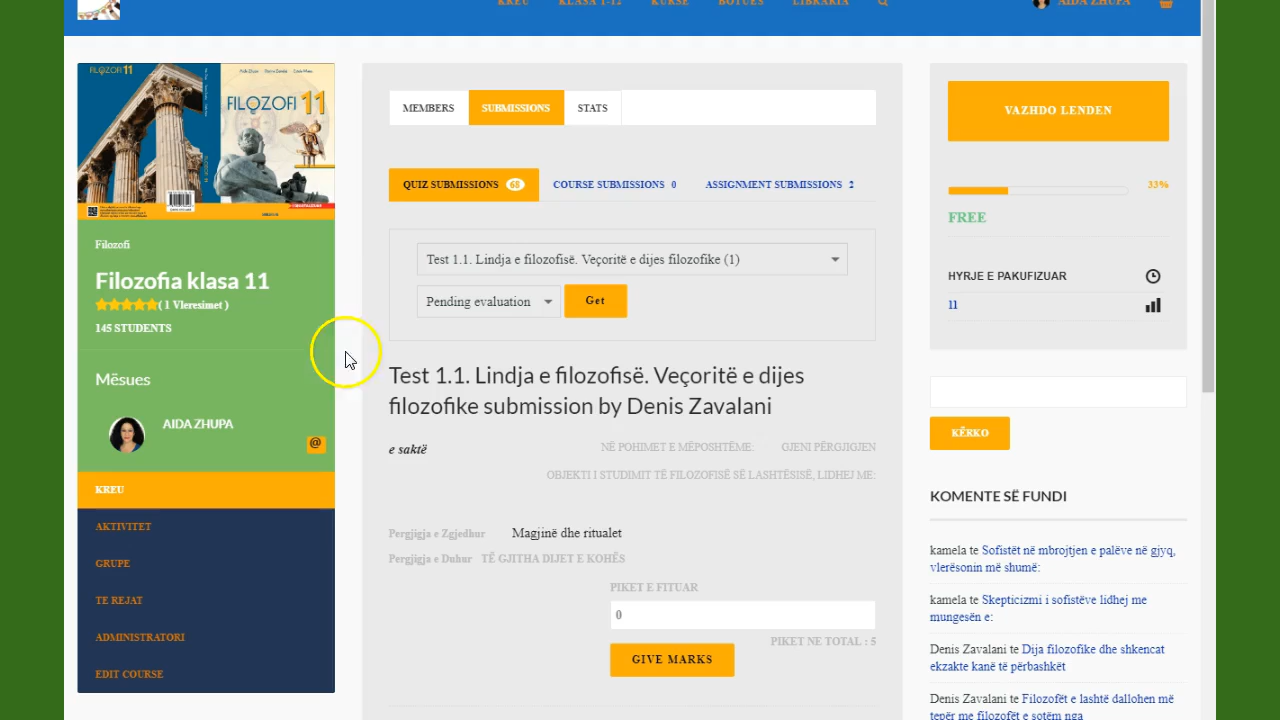 KREU KLASA 1-12 KURSE BOTUES LIBRARIA AIDA ZHUPA
FILOZOFI 11
FILOZOFI 11
Filozofi
Filozofia klasa 11
( 1 Vleresimet )
145 STUDENTS
Mësues
AIDA ZHUPA
@
KREU
AKTIVITET
GRUPE
TE REJAT
ADMINISTRATORI
EDIT COURSE
MEMBERS SUBMISSIONS STATS
QUIZ SUBMISSIONS 68 COURSE SUBMISSIONS 0 ASSIGNMENT SUBMISSIONS 2
Test 1.1. Lindja e filozofisë. Veçoritë e dijes filozofike (1)
Pending evaluation Get
Test 1.1. Lindja e filozofisë. Veçoritë e dijes
filozofike submission by Denis Zavalani
e saktë NË POHIMET E MËPOSHTËME: GJENI PËRGJIGJEN
OBJEKTI I STUDIMIT TË FILOZOFISË SË LASHTËSISË, LIDHEJ ME:
Pergjigja e Zgjedhur Magjinë dhe ritualet
Pergjigja e Duhur TË GJITHA DIJET E KOHËS
PIKET E FITUAR
0
PIKET NE TOTAL : 5
GIVE MARKS
VAZHDO LENDEN
33%
FREE
HYRJE E PAKUFIZUAR
11
KËRKO
KOMENTE SË FUNDI
kamela te Sofistët në mbrojtjen e palëve në gjyq,
vlerësonin më shumë:
kamela te Skepticizmi i sofistëve lidhej me
mungesën e:
Denis Zavalani te Dija filozofike dhe shkencat
ekzakte kanë të përbashkët
Denis Zavalani te Filozofët e lashtë dallohen më
tepër me filozofët e sotëm nga